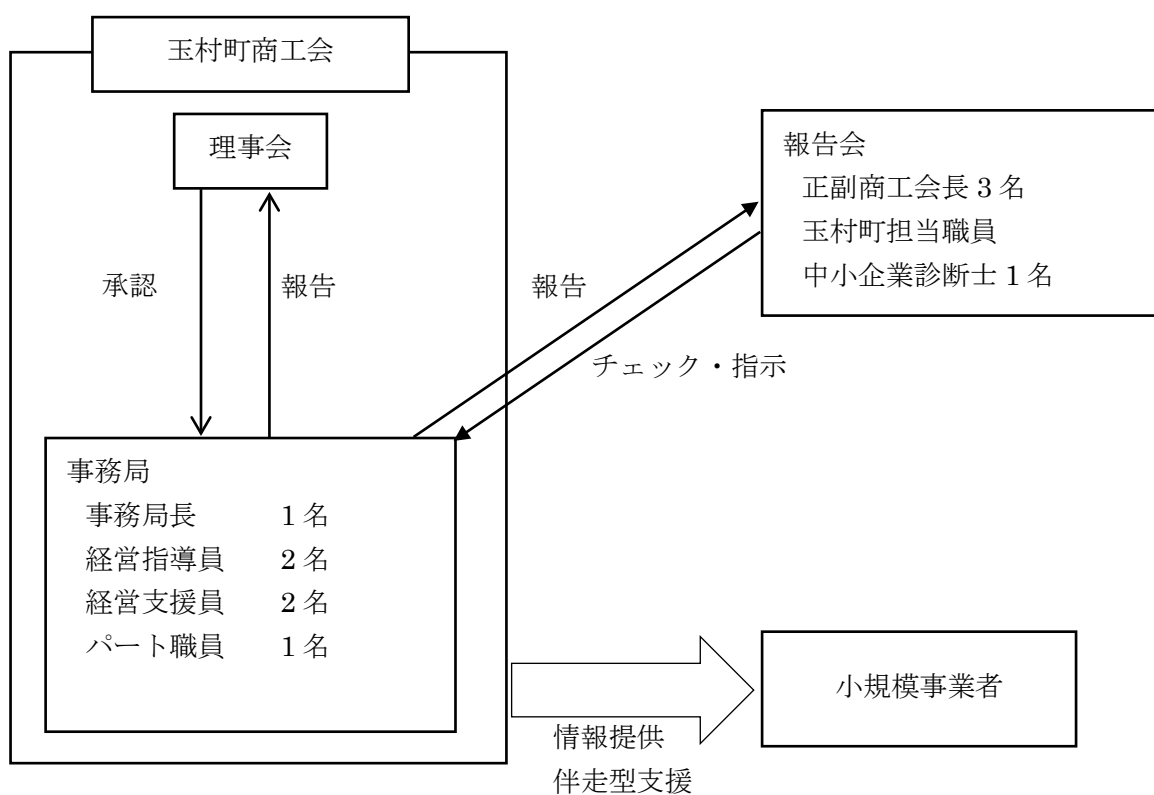 玉村町商工会
理事会
報告会
正副商工会長 3 名
玉村町担当職員
中小企業診断士 1 名
承認
報告
報告
チェック・指示
事務局
事務局長 1 名
経営指導員 2 名
経営支援員 2 名
パート職員 1 名
小規模事業者
情報提供
伴走型支援